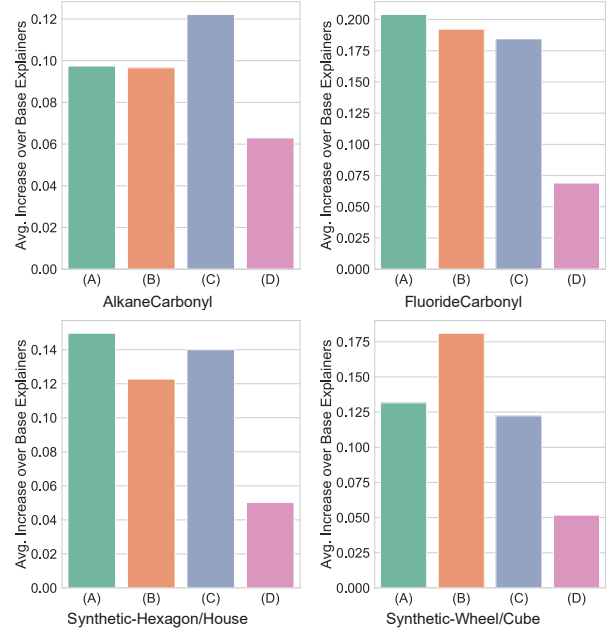 Avg. Increase over Base Explainers
0.12
0.10
0.08
0.06
0.04
0.02
0.00
(A) (B) (C) (D)
AlkaneCarbonyl
Avg. Increase over Base Explainers
0.200
0.175
0.150
0.125
0.100
0.075
0.050
0.025
0.000
(A) (B) (C) (D)
FluorideCarbonyl
Avg. Increase over Base Explainers
0.14
0.12
0.10
0.08
0.06
0.04
0.02
0.00
(A) (B) (C) (D)
Synthetic-Hexagon/House
Avg. Increase over Base Explainers
0.175
0.150
0.125
0.100
0.075
0.050
0.025
0.000
(A) (B) (C) (D)
Synthetic-Wheel/Cube